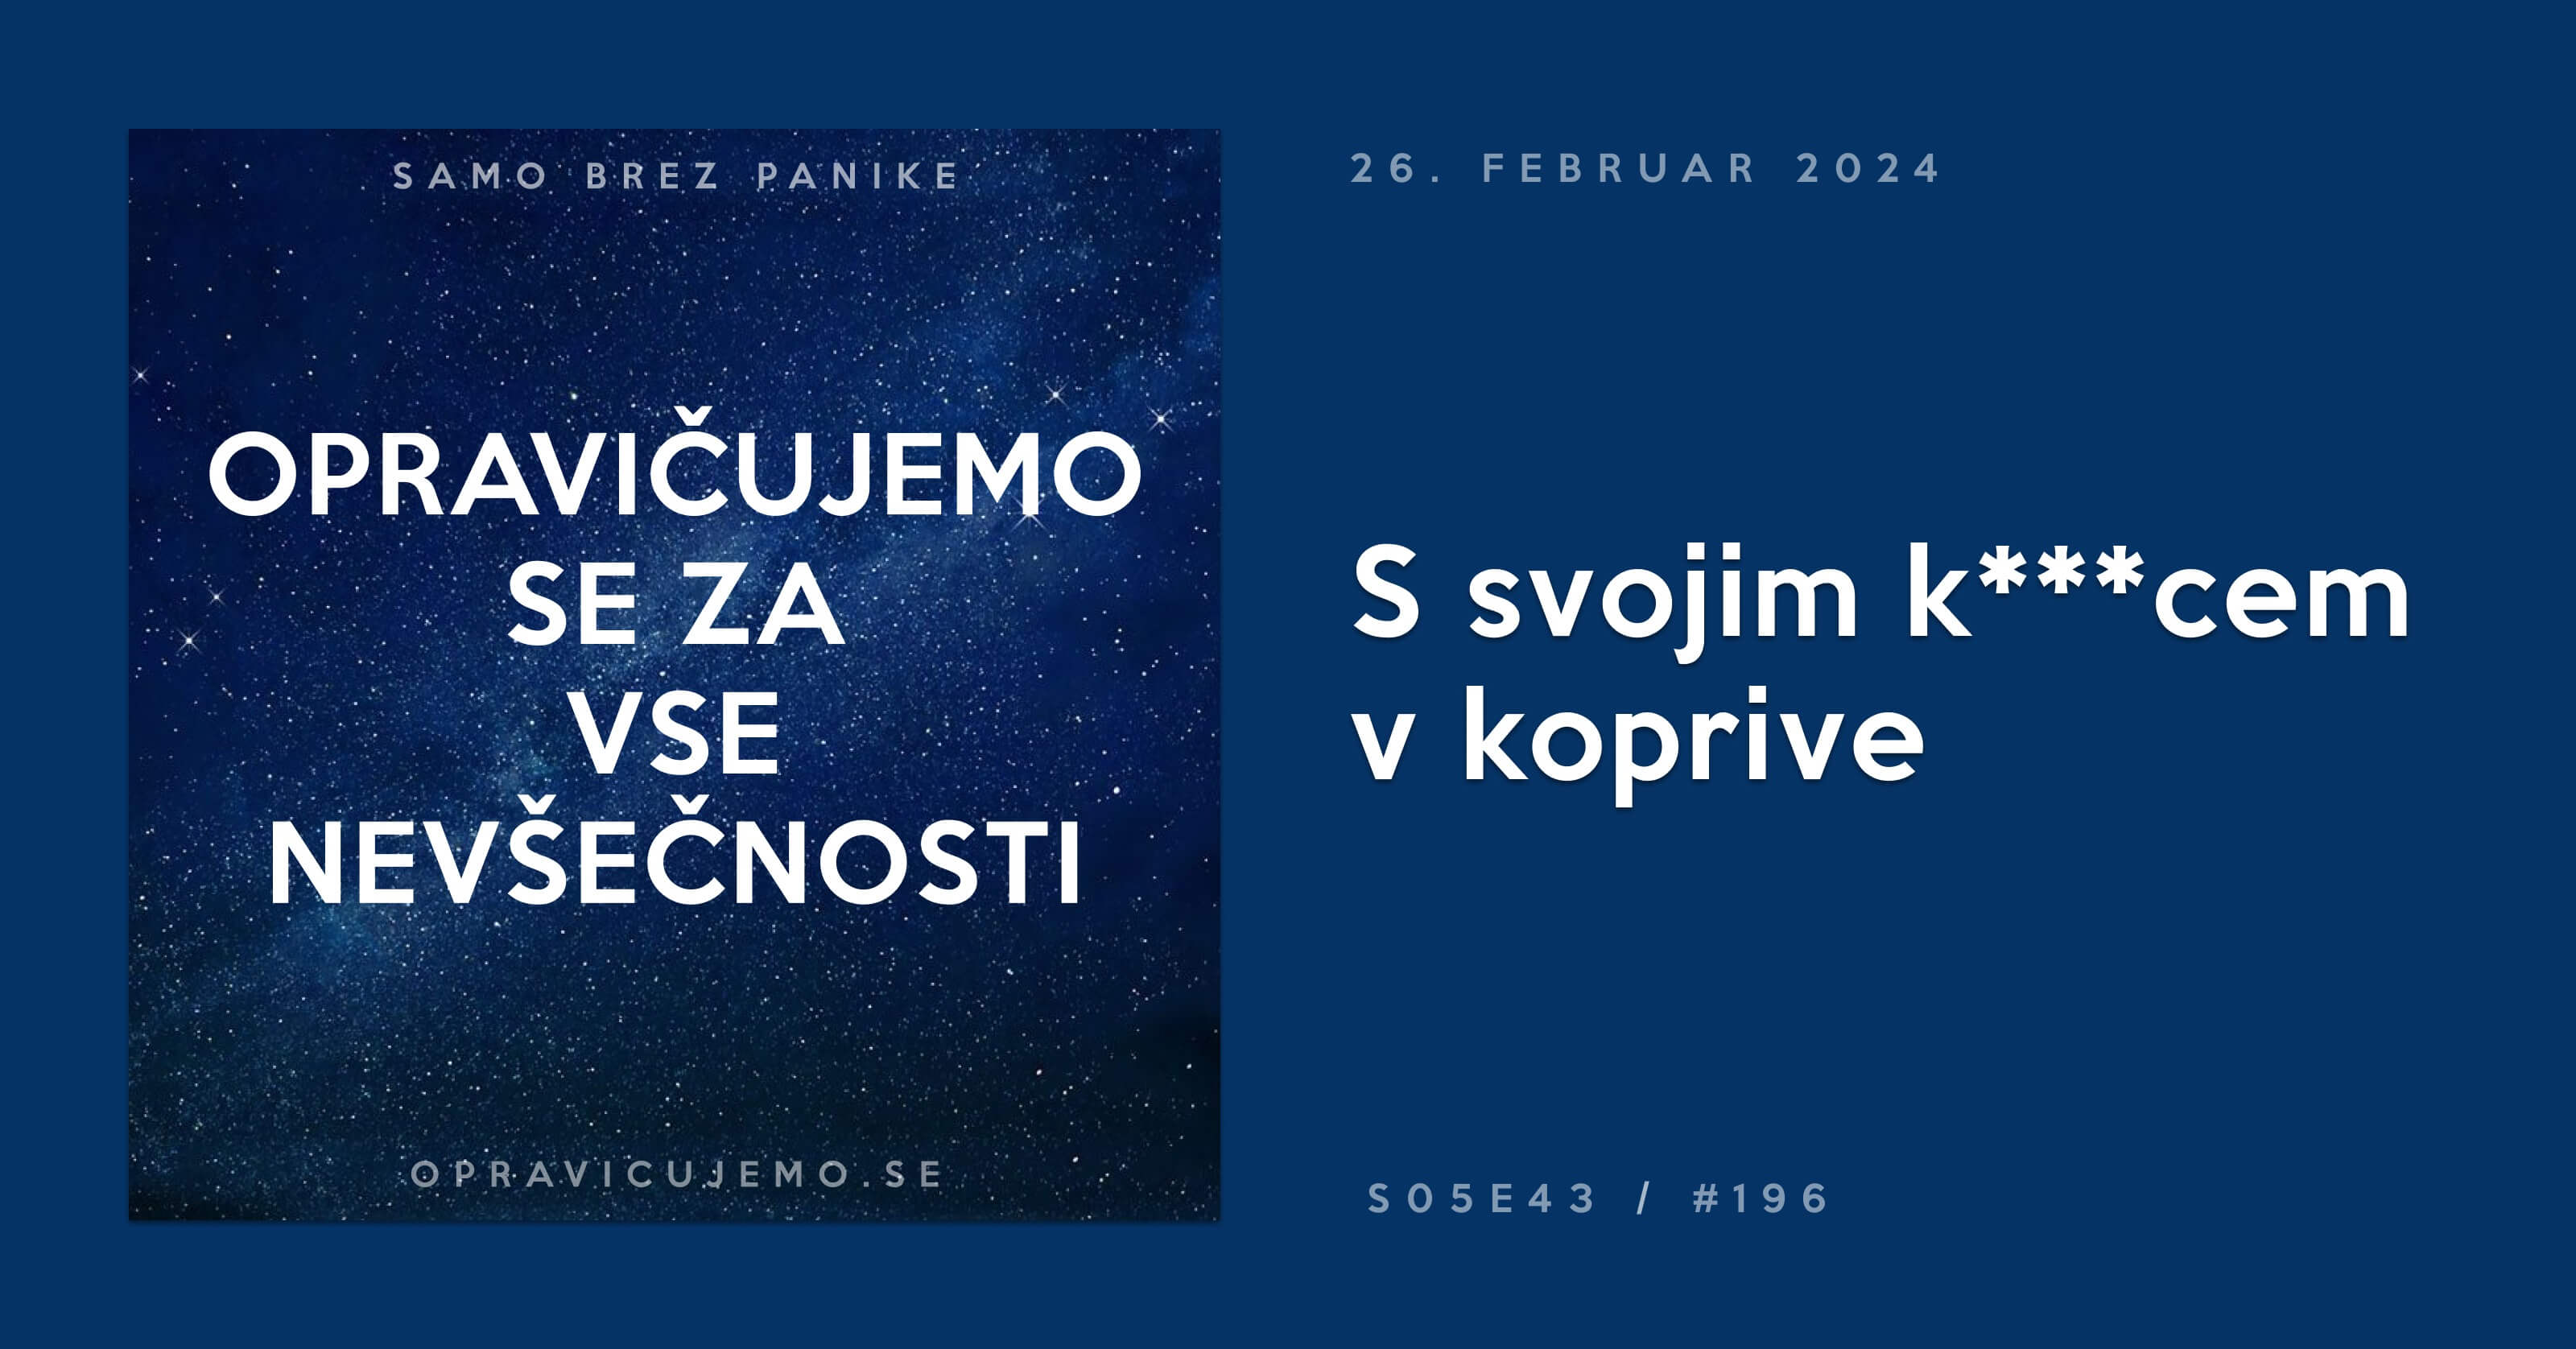 SAMO BREZ PANIKE
OPRAVIČUJEMO
SE ZA
VSE
NEVŠEČNOSTI
OPRAVICUJEMO.SE
26. FEBRUAR 2024
S svojim k***cem
v koprive
S05E43 / #196